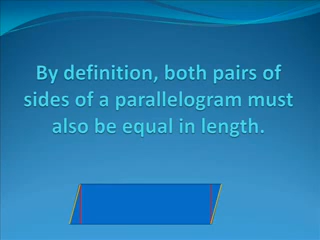 By definition, both pairs of
sides of a parallelogram must
also be equal in length.